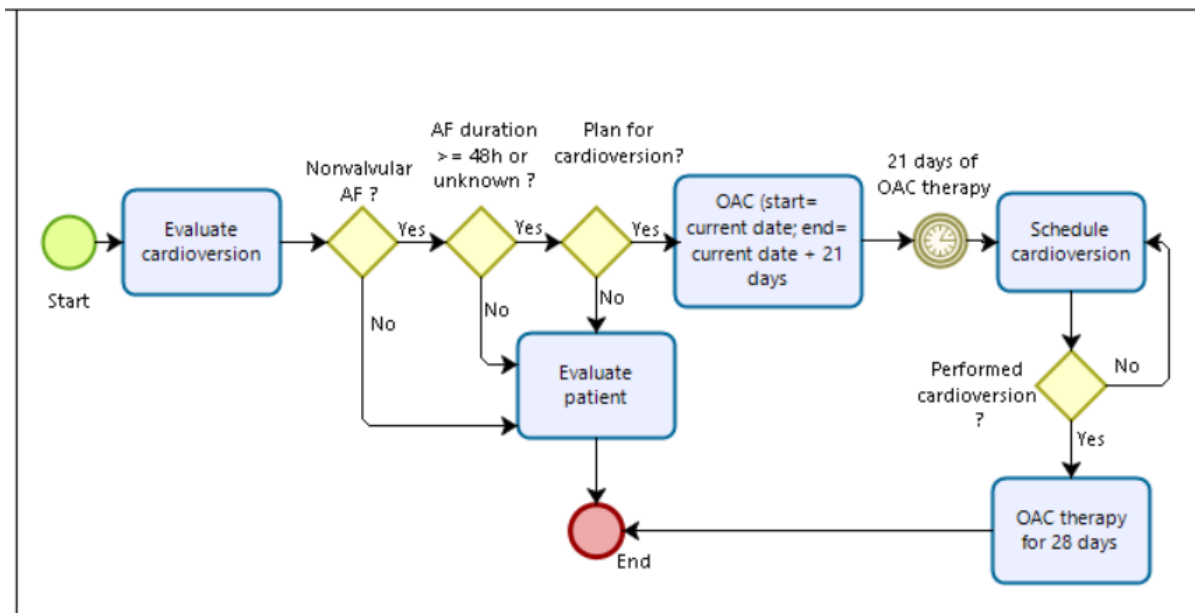 Start
Evaluate
cardioversion
Nonvalvular
AF ?
Yes
No
AF duration
>= 48h or
unknown ?
Yes
No
Plan for
cardioversion?
Yes
No
Evaluate
patient
End
OAC (start=
current date; end=
current date + 21
days
21 days of
OAC therapy
Schedule
cardioversion
Performed
cardioversion
?
No
Yes
OAC therapy
for 28 days